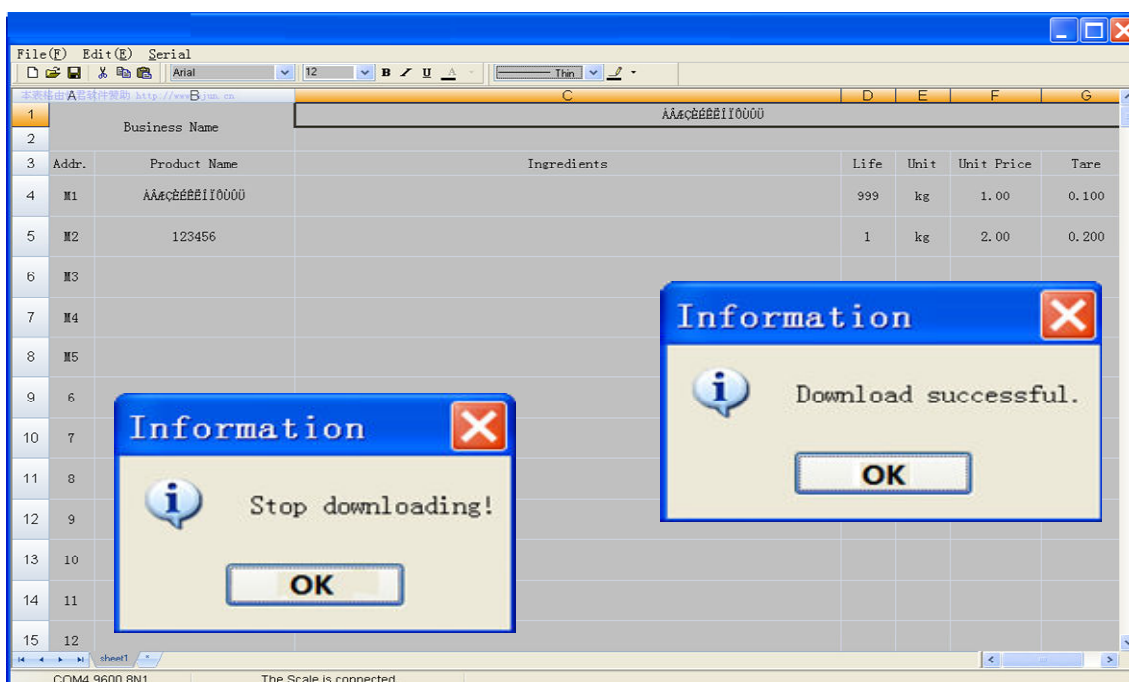 File(F) Edit(E) Serial
Arial 12 B U A Thin
A B C D E F G
1 ÀÂÆÇÈÉÊËÎÏÔÙÛÜ
Business Name
2
3 Addr. Product Name Ingredients Life Unit Unit Price Tare
4 M1 ÀÂÆÇÈÉÊËÎÏÔÙÛÜ 999 kg 1.00 0.100
5 M2 123456 1 kg 2.00 0.200
6 M3
7 M4
8 M5
9 6
10 7
11 8
12 9
13 10
14 11
15 12
Information
Download successful.
OK
Information
Stop downloading!
OK
sheet1 *
COM4,9600,8N1 The Scale is connected